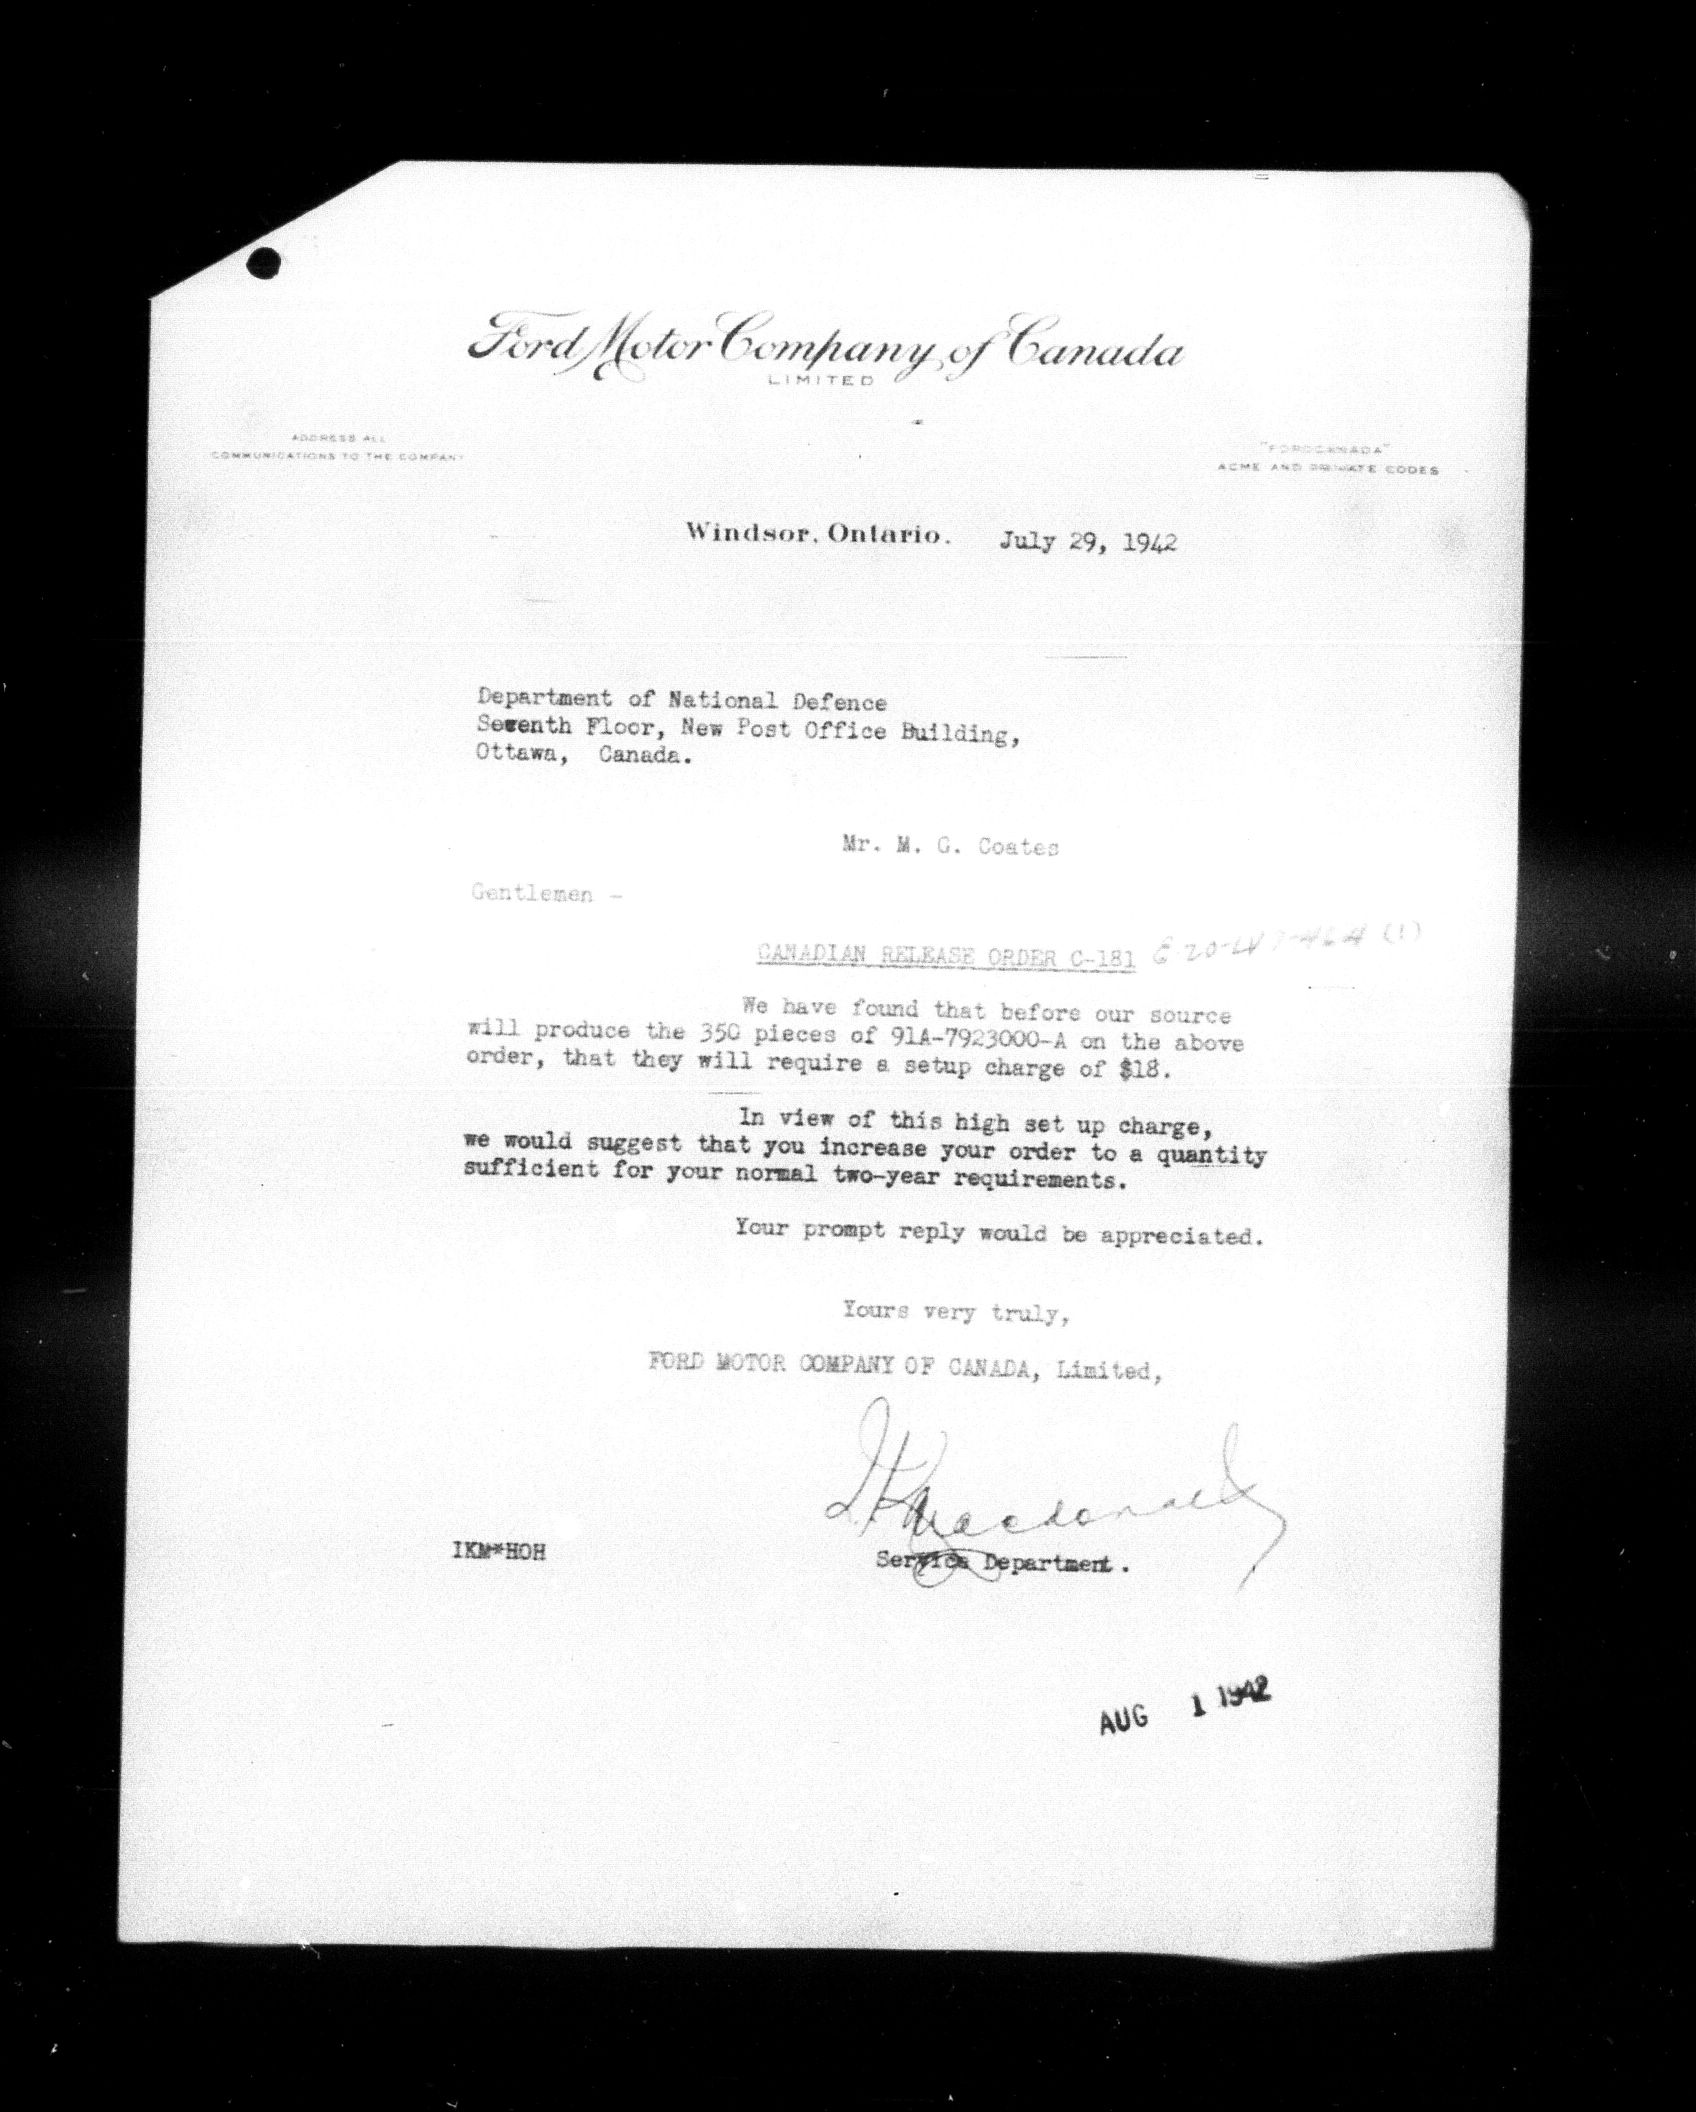 Ford Motor Company of Canada
LIMITED
ADDRESS ALL
COMMUNICATIONS TO THE COMPANY
"FORDCANADA"
ACME AND PRIVATE CODES
Windsor, Ontario. July 29, 1942
Department of National Defence
Seventh Floor, New Post Office Building,
Ottawa, Canada.
Mr. M. G. Coates
Gentlemen -
CANADIAN RELEASE ORDER C-181
We have found that before our source
will produce the 350 pieces of 91A-7923000-A on the above
order, that they will require a setup charge of $18.
In view of this high set up charge,
we would suggest that you increase your order to a quantity
sufficient for your normal two-year requirements.
Your prompt reply would be appreciated.
Yours very truly,
FORD MOTOR COMPANY OF CANADA, Limited,
I K Macdonald
IKM*HOH
Service Department.
AUG 1 1942